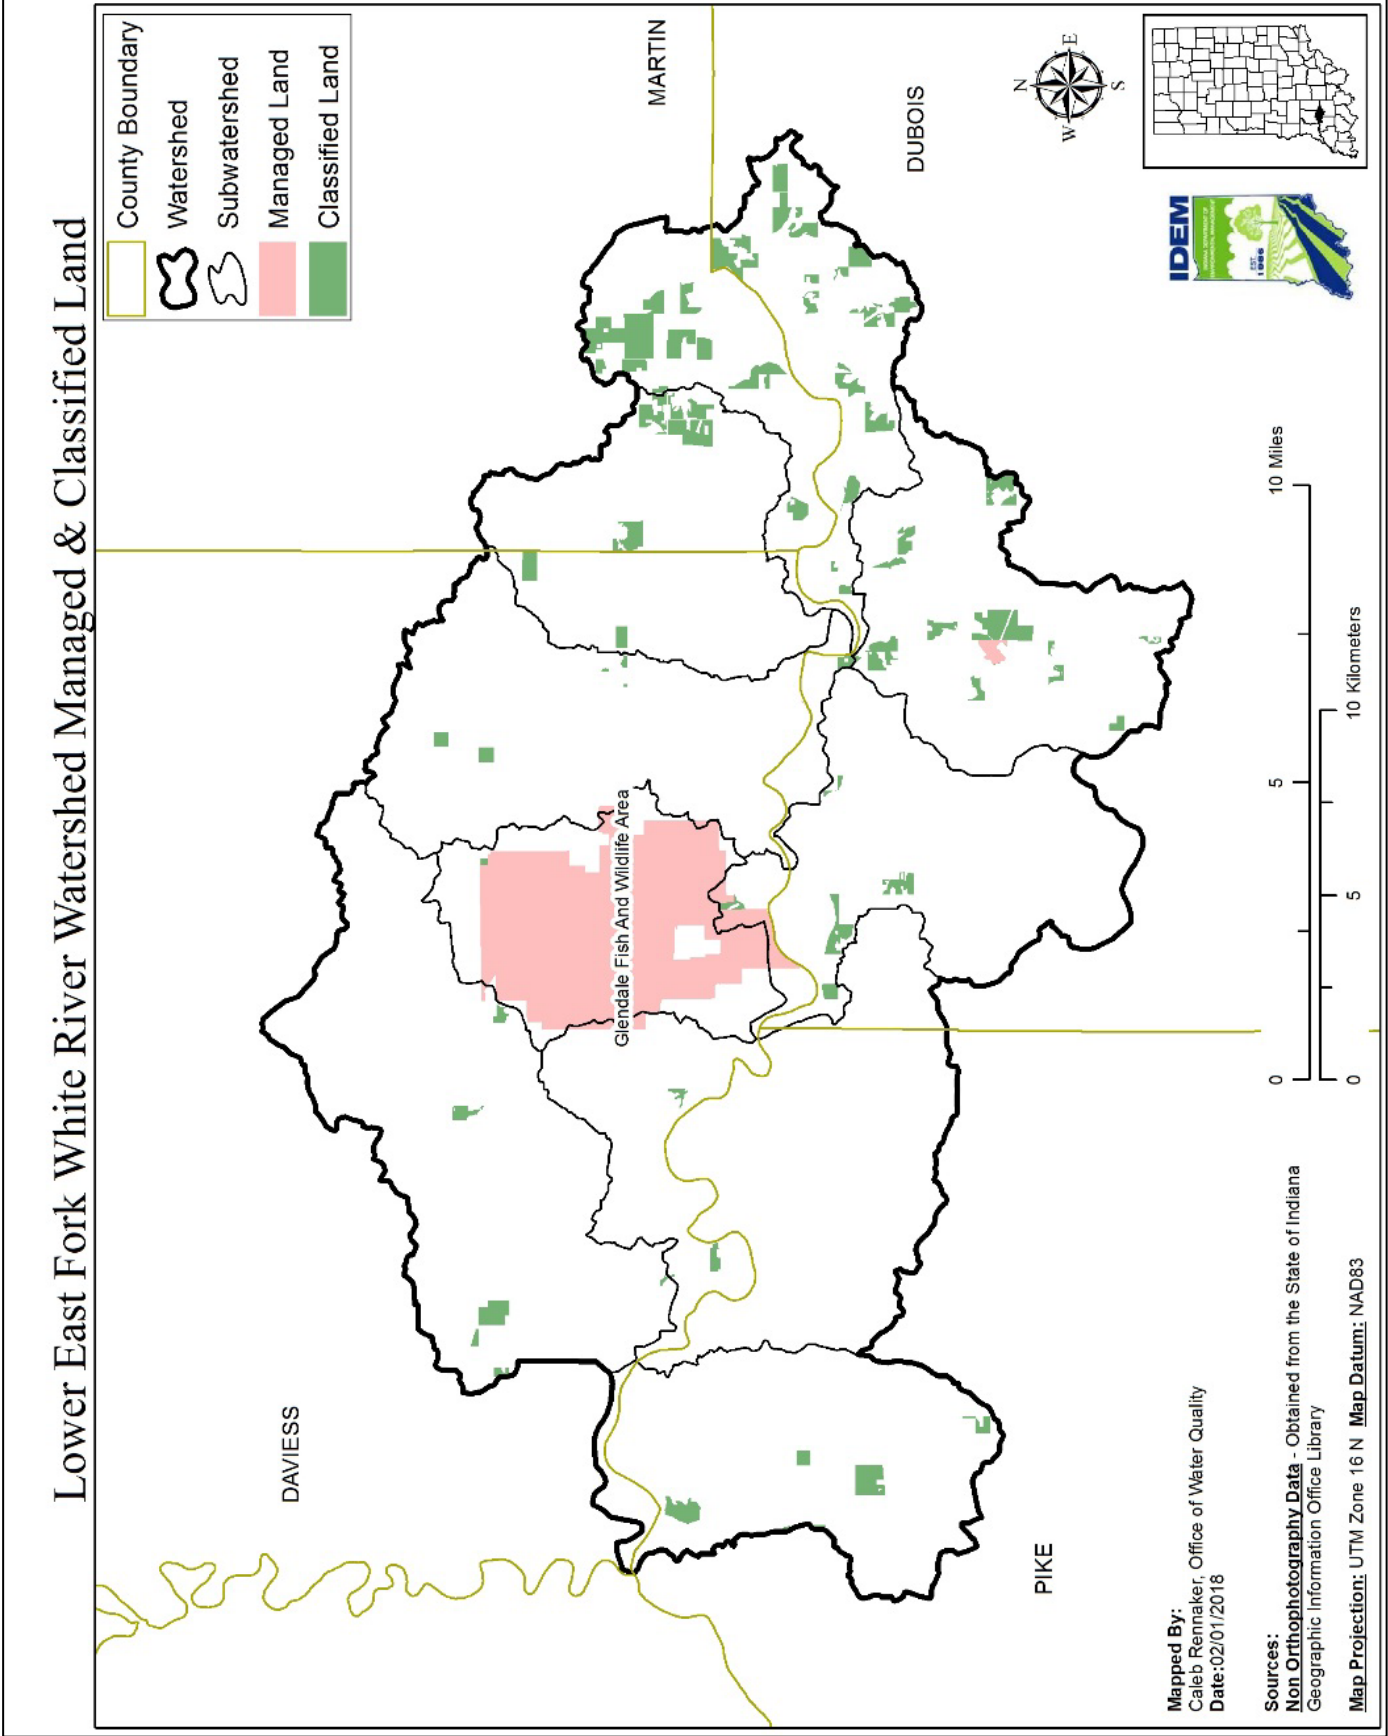 Lower East Fork White River Watershed Managed & Classified Land
County Boundary
Watershed
Subwatershed
Managed Land
Classified Land
DAVIESS
MARTIN
Glendale Fish And Wildlife Area
DUBOIS
PIKE
N
W
E
S
IDEM
EST.
1986
0
5
10 Miles
0
5
10 Kilometers
Mapped By:
Caleb Rennaker, Office of Water Quality
Date:02/01/2018
Sources:
Non Orthophotography Data - Obtained from the State of Indiana
Geographic Information Office Library
Map Projection: UTM Zone 16 N Map Datum: NAD83